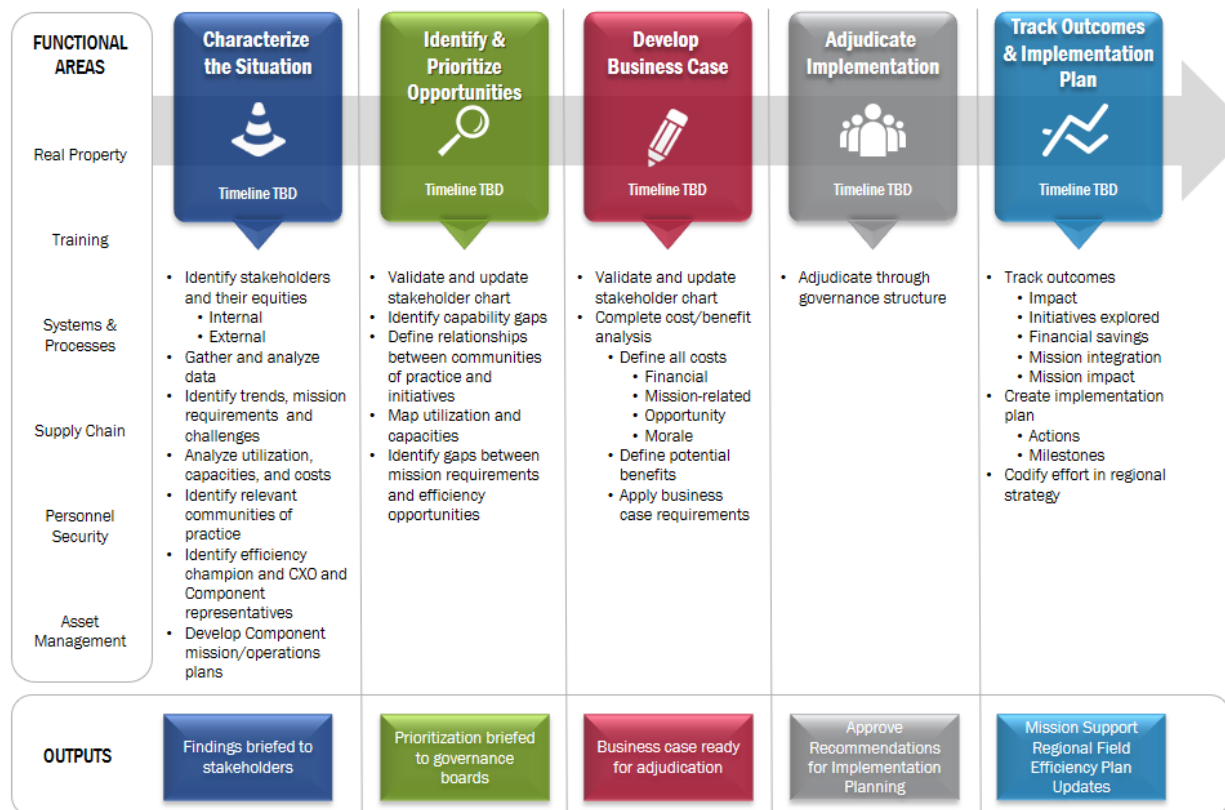 FUNCTIONAL
AREAS
Real Property
Training
Systems &
Processes
Supply Chain
Personnel
Security
Asset
Management
Characterize
the Situation
Timeline TBD
• Identify stakeholders
and their equities
• Internal
• External
• Gather and analyze
data
• Identify trends, mission
requirements and
challenges
• Analyze utilization,
capacities, and costs
• Identify relevant
communities of
practice
• Identify efficiency
champion and CXO and
Component
representatives
• Develop Component
mission/operations
plans
Identify &
Prioritize
Opportunities
Timeline TBD
• Validate and update
stakeholder chart
• Identify capability gaps
• Define relationships
between communities
of practice and
initiatives
• Map utilization and
capacities
• Identify gaps between
mission requirements
and efficiency
opportunities
Develop
Business Case
Timeline TBD
• Validate and update
stakeholder chart
• Complete cost/benefit
analysis
• Define all costs
• Financial
• Mission-related
• Opportunity
• Morale
• Define potential
benefits
• Apply business
case requirements
Adjudicate
Implementation
Timeline TBD
• Adjudicate through
governance structure
Track Outcomes
& Implementation
Plan
Timeline TBD
• Track outcomes
• Impact
• Initiatives explored
• Financial savings
• Mission integration
• Mission impact
• Create implementation
plan
• Actions
• Milestones
• Codify effort in regional
strategy
OUTPUTS
Findings briefed to
stakeholders
Prioritization briefed
to governance
boards
Business case ready
for adjudication
Approve
Recommendations
for Implementation
Planning
Mission Support
Regional Field
Efficiency Plan
Updates